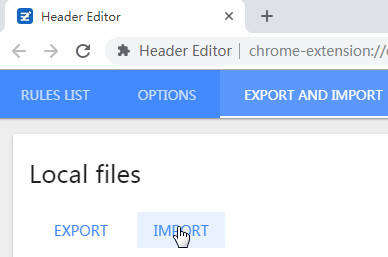 Header Editor
Header Editor | chrome-extension://
RULES LIST OPTIONS EXPORT AND IMPORT
Local files
EXPORT IMPORT